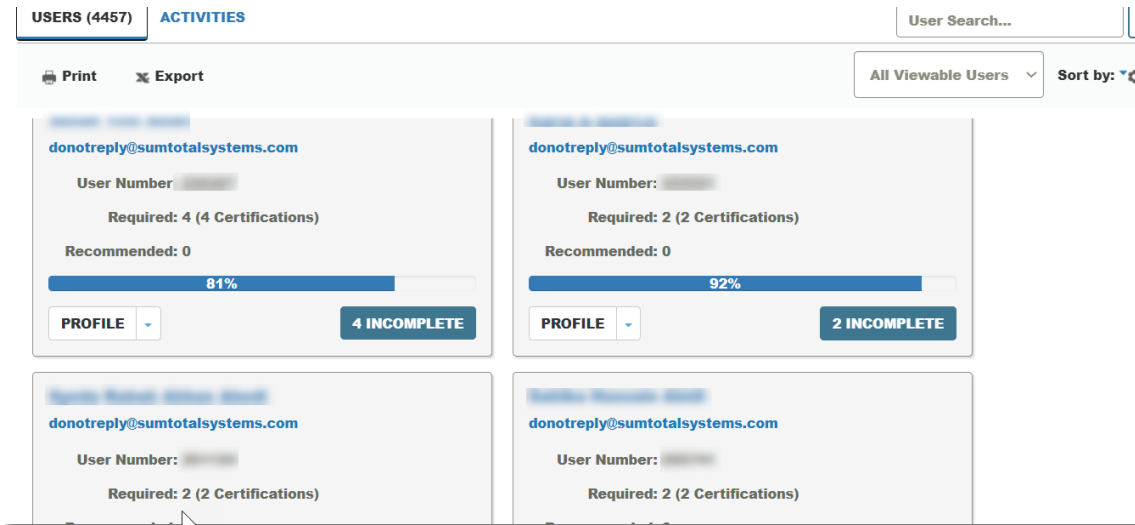 USERS (4457) ACTIVITIES User Search...
Print Export All Viewable Users Sort by:
donotreply@sumtotalsystems.com
User Number
Required: 4 (4 Certifications)
Recommended: 0
81%
PROFILE 4 INCOMPLETE
donotreply@sumtotalsystems.com
User Number:
Required: 2 (2 Certifications)
Recommended: 0
92%
PROFILE 2 INCOMPLETE
donotreply@sumtotalsystems.com
User Number:
Required: 2 (2 Certifications)
donotreply@sumtotalsystems.com
User Number:
Required: 2 (2 Certifications)